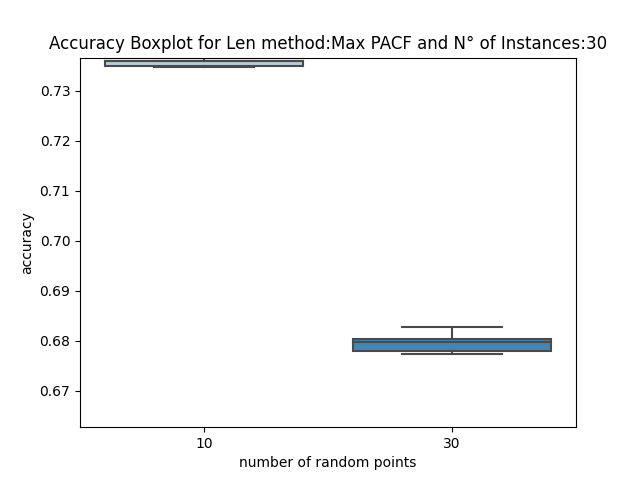 Accuracy Boxplot for Len method:Max PACF and N° of Instances:30
0.73
0.72
0.71
0.70
0.69
0.68
0.67
accuracy
10 30
number of random points